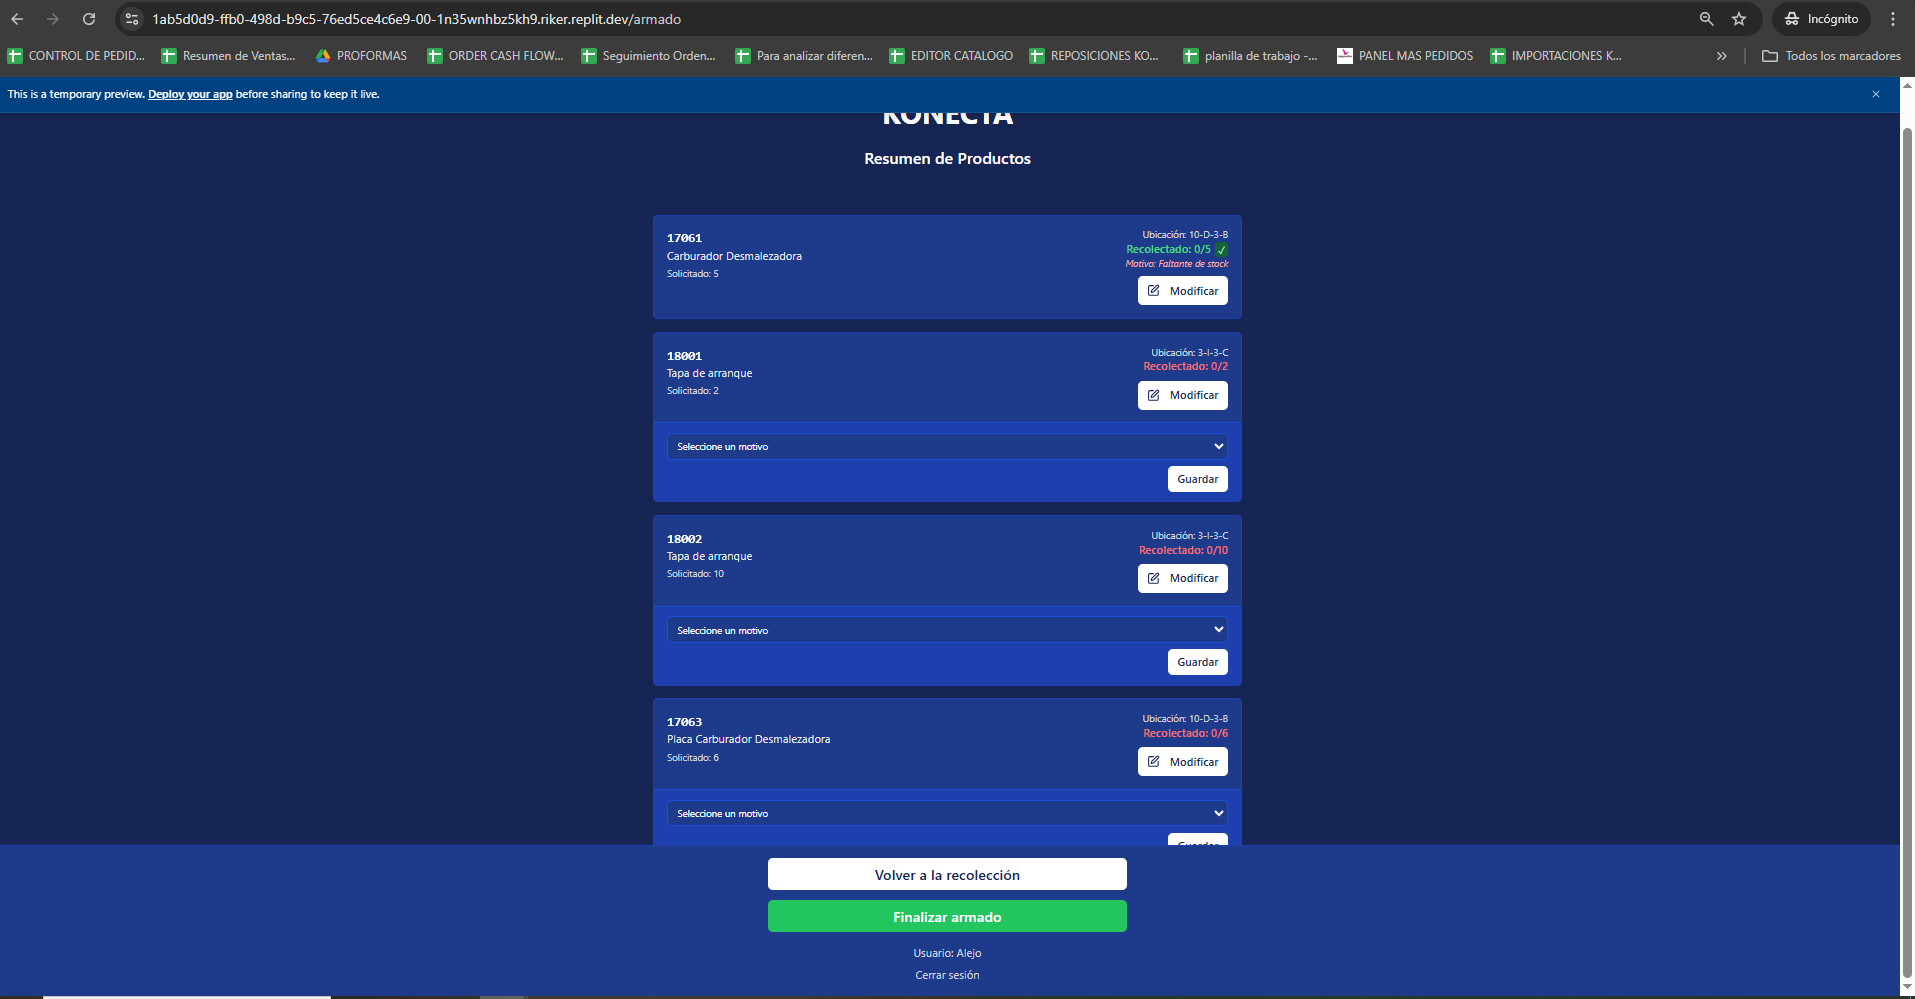 1ab5d0d9-ffb0-498d-b9c5-76ed5ce4c6e9-00-1n35wnhbz5kh9.riker.replit.dev/armado
Incógnito
CONTROL DE PEDID...
Resumen de Ventas...
PROFORMAS
ORDER CASH FLOW...
Seguimiento Orden...
Para analizar diferen...
EDITOR CATALOGO
REPOSICIONES KO...
planilla de trabajo -...
PANEL MAS PEDIDOS
IMPORTACIONES K...
»
Todos los marcadores
This is a temporary preview. Deploy your app before sharing to keep it live.
KONECTA
Resumen de Productos
17061
Carburador Desmalezadora
Solicitado: 5
Ubicación: 10-D-3-B
Recolectado: 0/5 ✓
Motivo: Faltante de stock
Modificar
18001
Tapa de arranque
Solicitado: 2
Ubicación: 3-I-3-C
Recolectado: 0/2
Modificar
Seleccione un motivo
Guardar
18002
Tapa de arranque
Solicitado: 10
Ubicación: 3-I-3-C
Recolectado: 0/10
Modificar
Seleccione un motivo
Guardar
17063
Placa Carburador Desmalezadora
Solicitado: 6
Ubicación: 10-D-3-B
Recolectado: 0/6
Modificar
Seleccione un motivo
Guardar
Volver a la recolección
Finalizar armado
Usuario: Alejo
Cerrar sesión